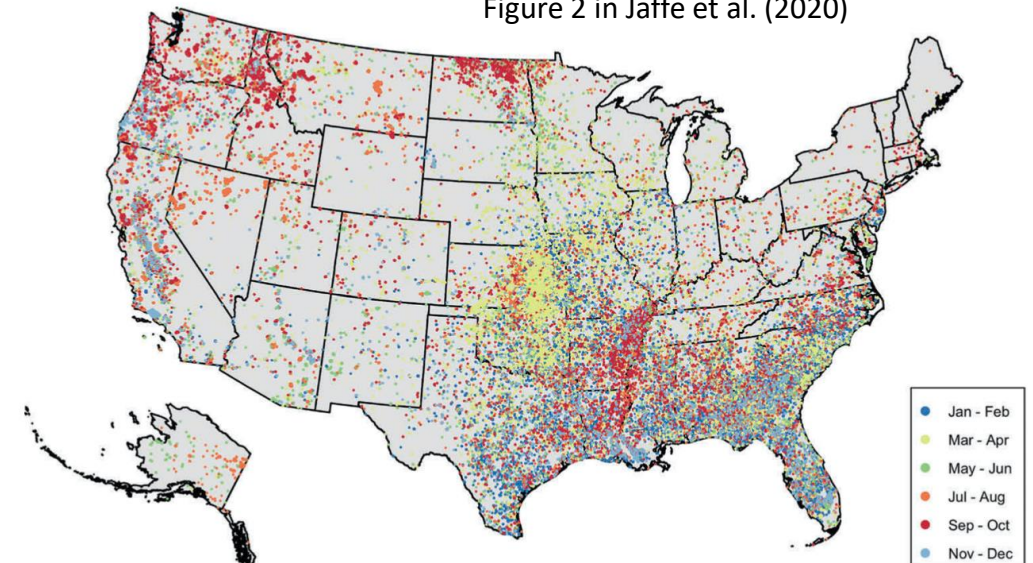 Figure 2 in Jaffe et al. (2020)
Jan - Feb
Mar - Apr
May - Jun
Jul - Aug
Sep - Oct
Nov - Dec